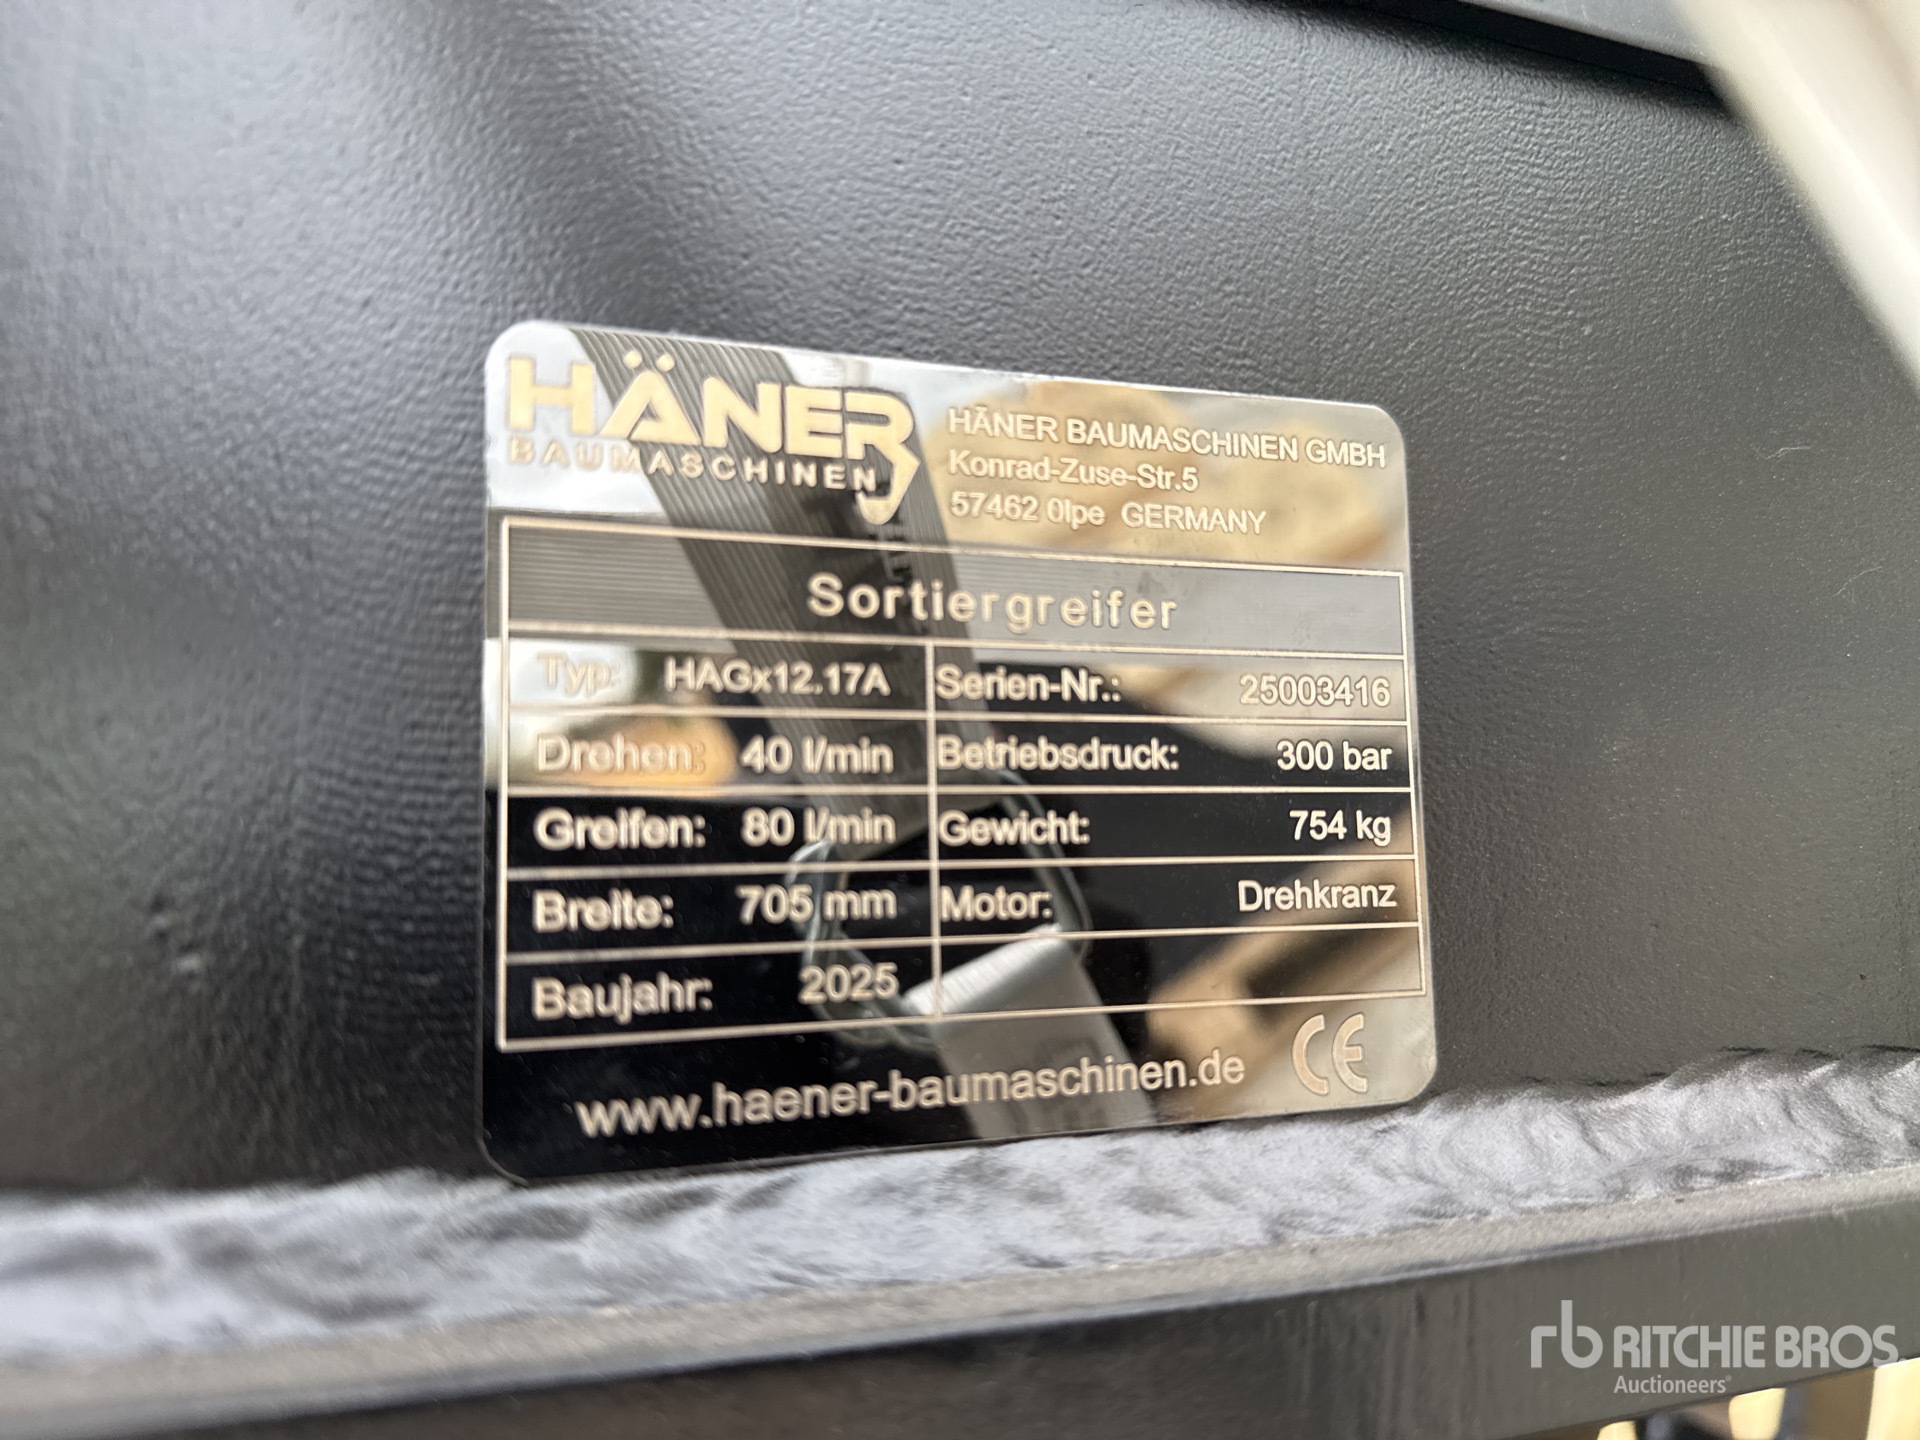 HÄNER
BAUMASCHINEN
HÄNER BAUMASCHINEN GMBH
Konrad-Zuse-Str.5
57462 Olpe GERMANY
Sortiergreifer
Typ: HAGx12.17A Serien-Nr.: 25003416
Drehen: 40 l/min Betriebsdruck: 300 bar
Greifen: 80 l/min Gewicht: 754 kg
Breite: 705 mm Motor: Drehkranz
Baujahr: 2025
www.haener-baumaschinen.de CE
rb RITCHIE BROS.
Auctioneers